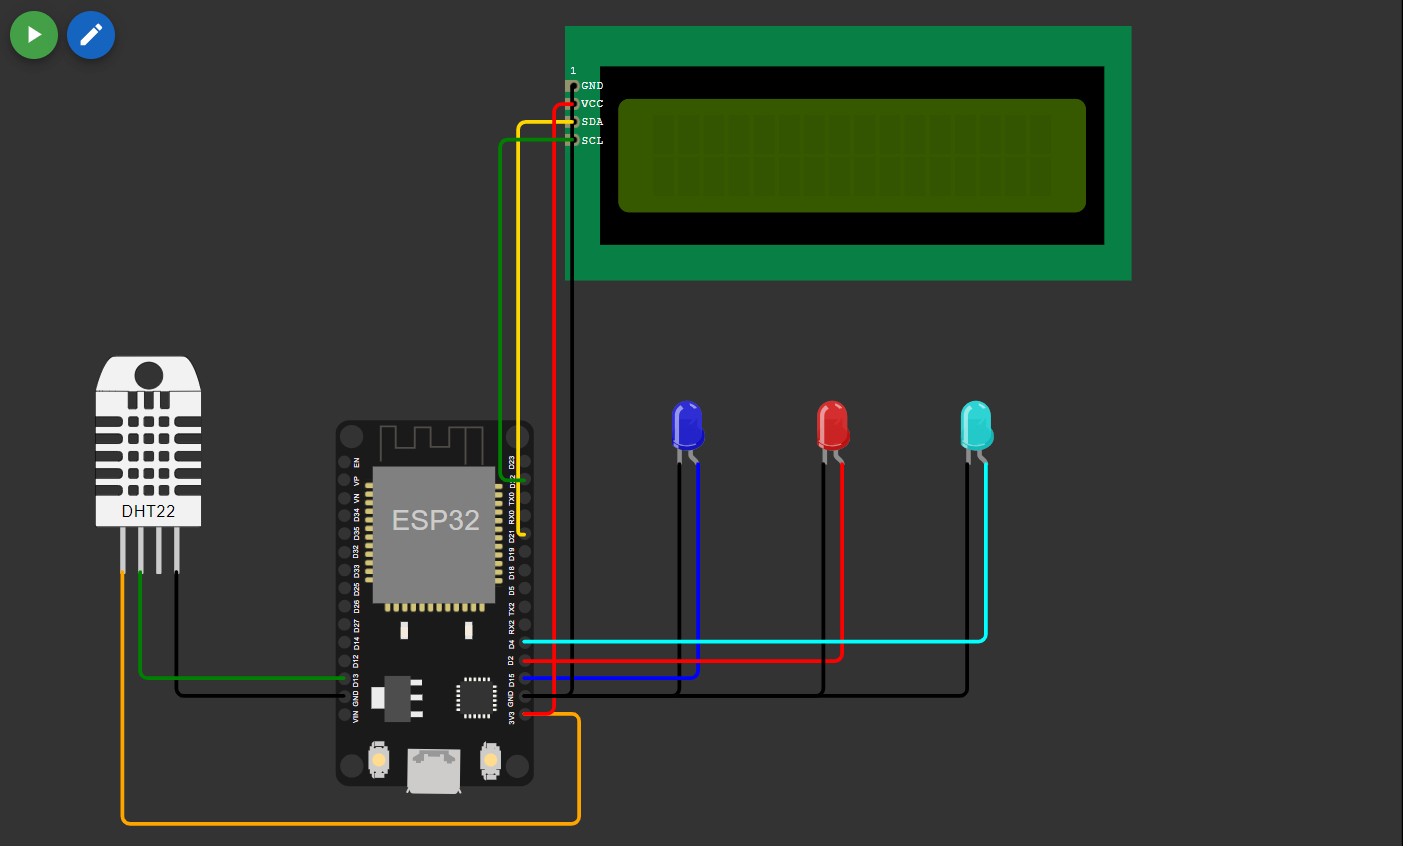 1
GND
VCC
SDA
SCL
DHT22
ESP32
EN
VP
VN
D34
D35
D32
D33
D25
D26
D27
D14
D12
D13
GND
VIN
D23
TX0
RX0
D21
D19
D18
D5
TX2
RX2
D4
D2
D15
GND
3V3